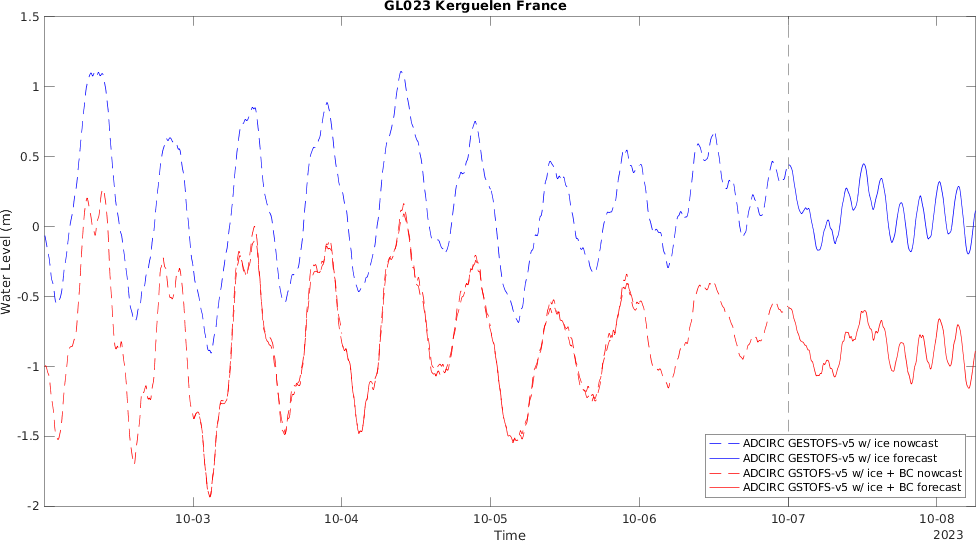 GL023 Kerguelen France
1.5
1
0.5
0
-0.5
-1
-1.5
-2
Water Level (m)
10-03
10-04
10-05
10-06
10-07
10-08
Time
2023
ADCIRC GESTOFS-v5 w/ ice nowcast
ADCIRC GESTOFS-v5 w/ ice forecast
ADCIRC GSTOFS-v5 w/ ice + BC nowcast
ADCIRC GSTOFS-v5 w/ ice + BC forecast